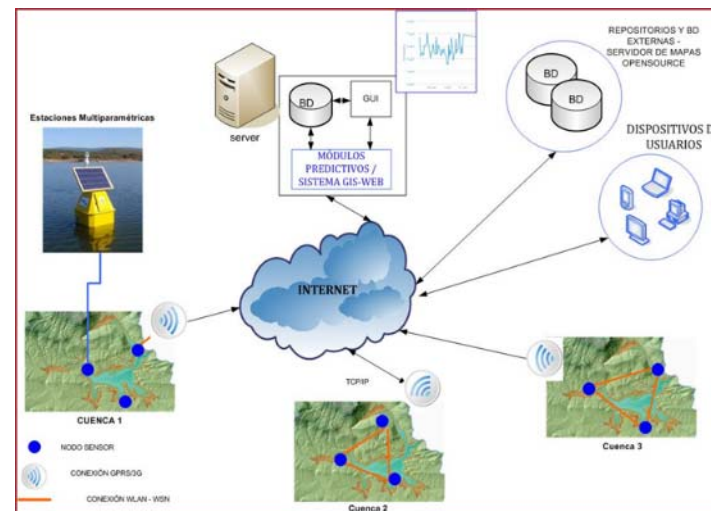 REPOSITORIOS Y BD
EXTERNAS -
SERVIDOR DE MAPAS
OPENSOURCE
BD
BD
server
BD
GUI
MÓDULOS
PREDICTIVOS /
SISTEMA GIS-WEB
Estaciones Multiparamétricas
DISPOSITIVOS D
USUARIOS
INTERNET
TCP/IP
CUENCA 1
Cuenca 2
Cuenca 3
NODO SENSOR
CONEXIÓN GPRS/3G
CONEXIÓN WLAN - WSN